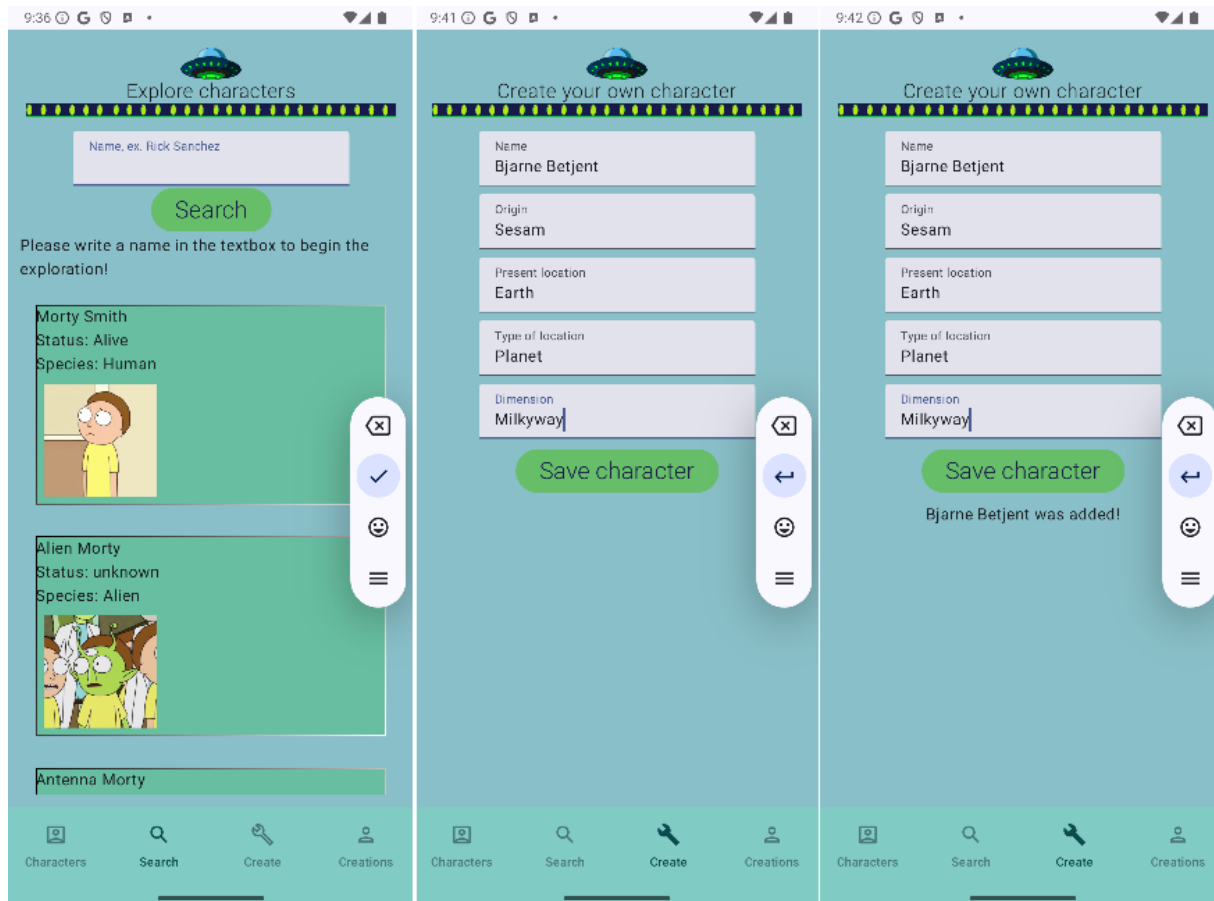 9:36
Explore characters
Name, ex. Rick Sanchez
Search
Please write a name in the textbox to begin the
exploration!
Morty Smith
Status: Alive
Species: Human
Alien Morty
Status: unknown
Species: Alien
Antenna Morty
Characters Search Create Creations
9:41
Create your own character
Name
Bjarne Betjent
Origin
Sesam
Present location
Earth
Type of location
Planet
Dimension
Milkyway
Save character
Characters Search Create Creations
9:42
Create your own character
Name
Bjarne Betjent
Origin
Sesam
Present location
Earth
Type of location
Planet
Dimension
Milkyway
Save character
Bjarne Betjent was added!
Characters Search Create Creations